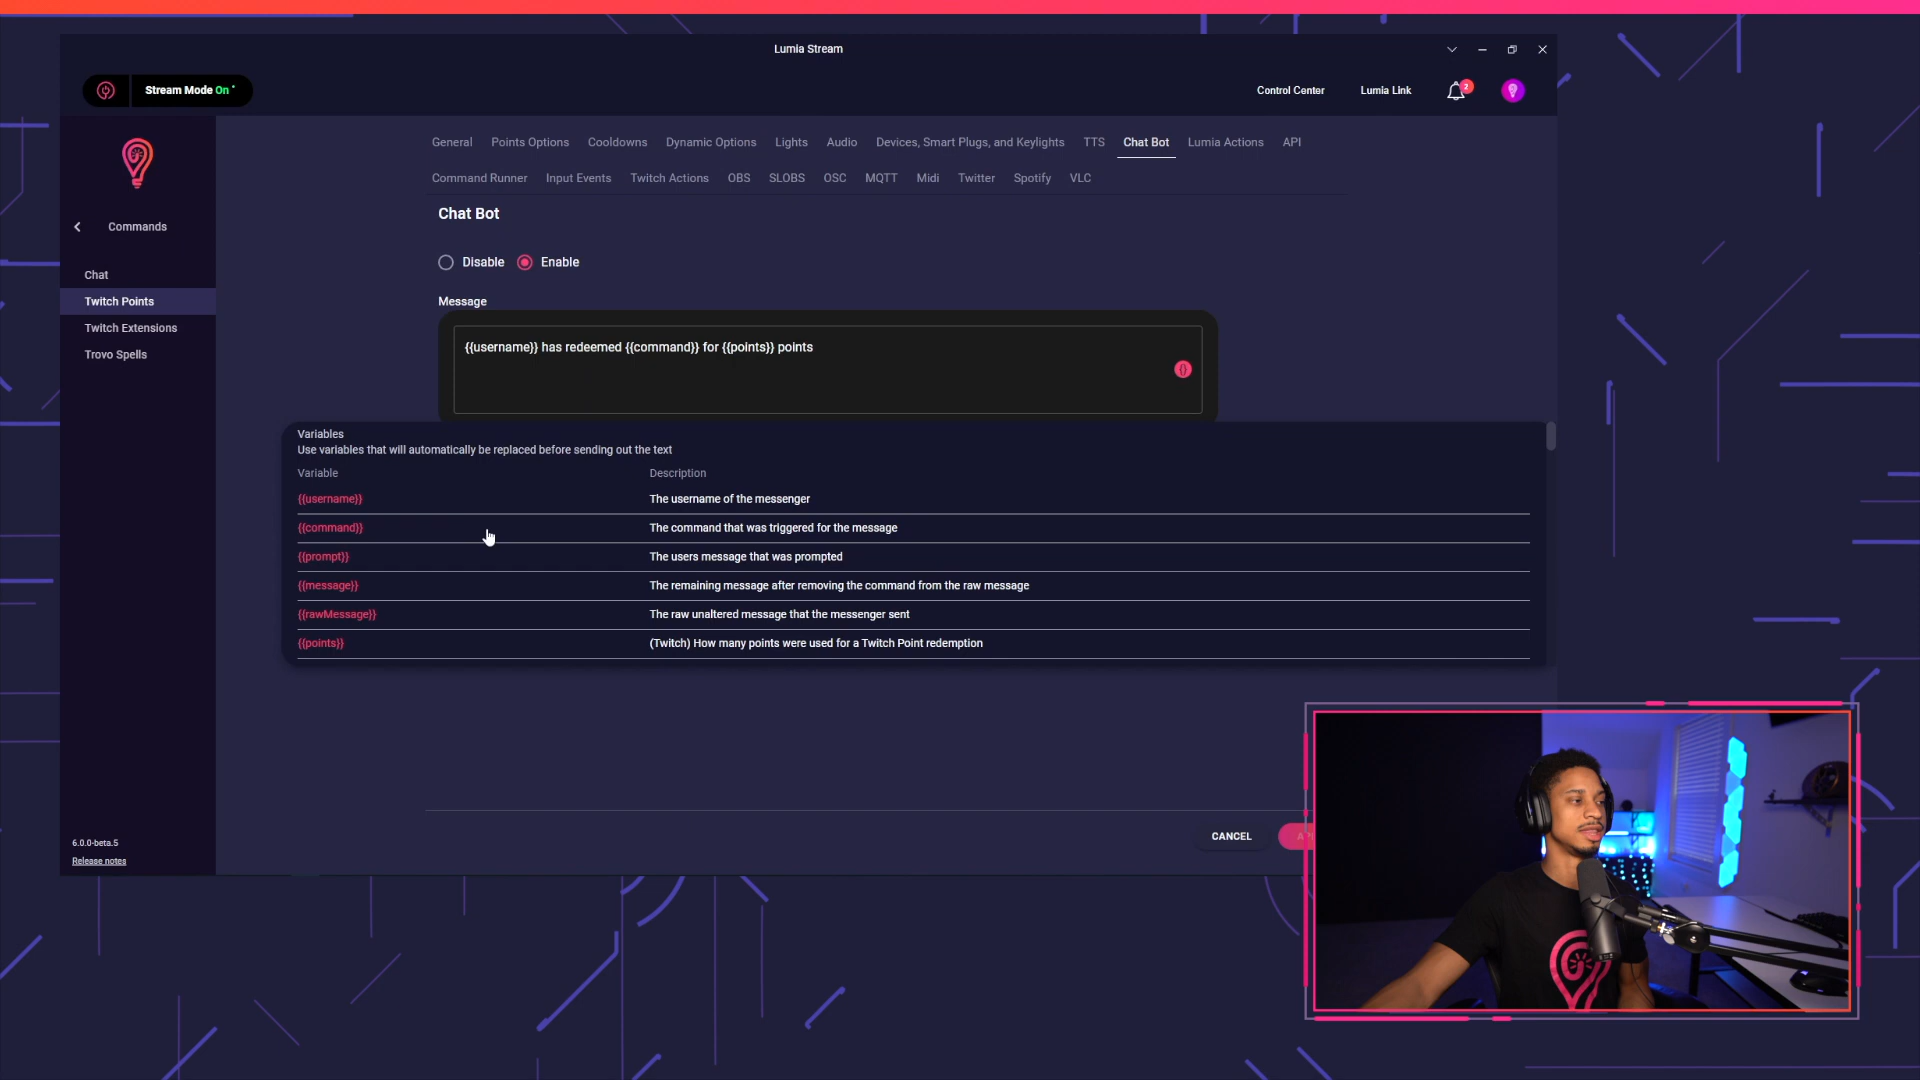 Lumia Stream
Stream Mode On
Control Center
Lumia Link
2
General
Points Options
Cooldowns
Dynamic Options
Lights
Audio
Devices, Smart Plugs, and Keylights
TTS
Chat Bot
Lumia Actions
API
Command Runner
Input Events
Twitch Actions
OBS
SLOBS
OSC
MQTT
Midi
Twitter
Spotify
VLC
Commands
Chat
Twitch Points
Twitch Extensions
Trovo Spells
Chat Bot
Disable
Enable
Message
{{username}} has redeemed {{command}} for {{points}} points
{}
Variables
Use variables that will automatically be replaced before sending out the text
Variable
Description
{{username}}
The username of the messenger
{{command}}
The command that was triggered for the message
{{prompt}}
The users message that was prompted
{{message}}
The remaining message after removing the command from the raw message
{{rawMessage}}
The raw unaltered message that the messenger sent
{{points}}
(Twitch) How many points were used for a Twitch Point redemption
CANCEL
6.0.0-beta.5
Release notes